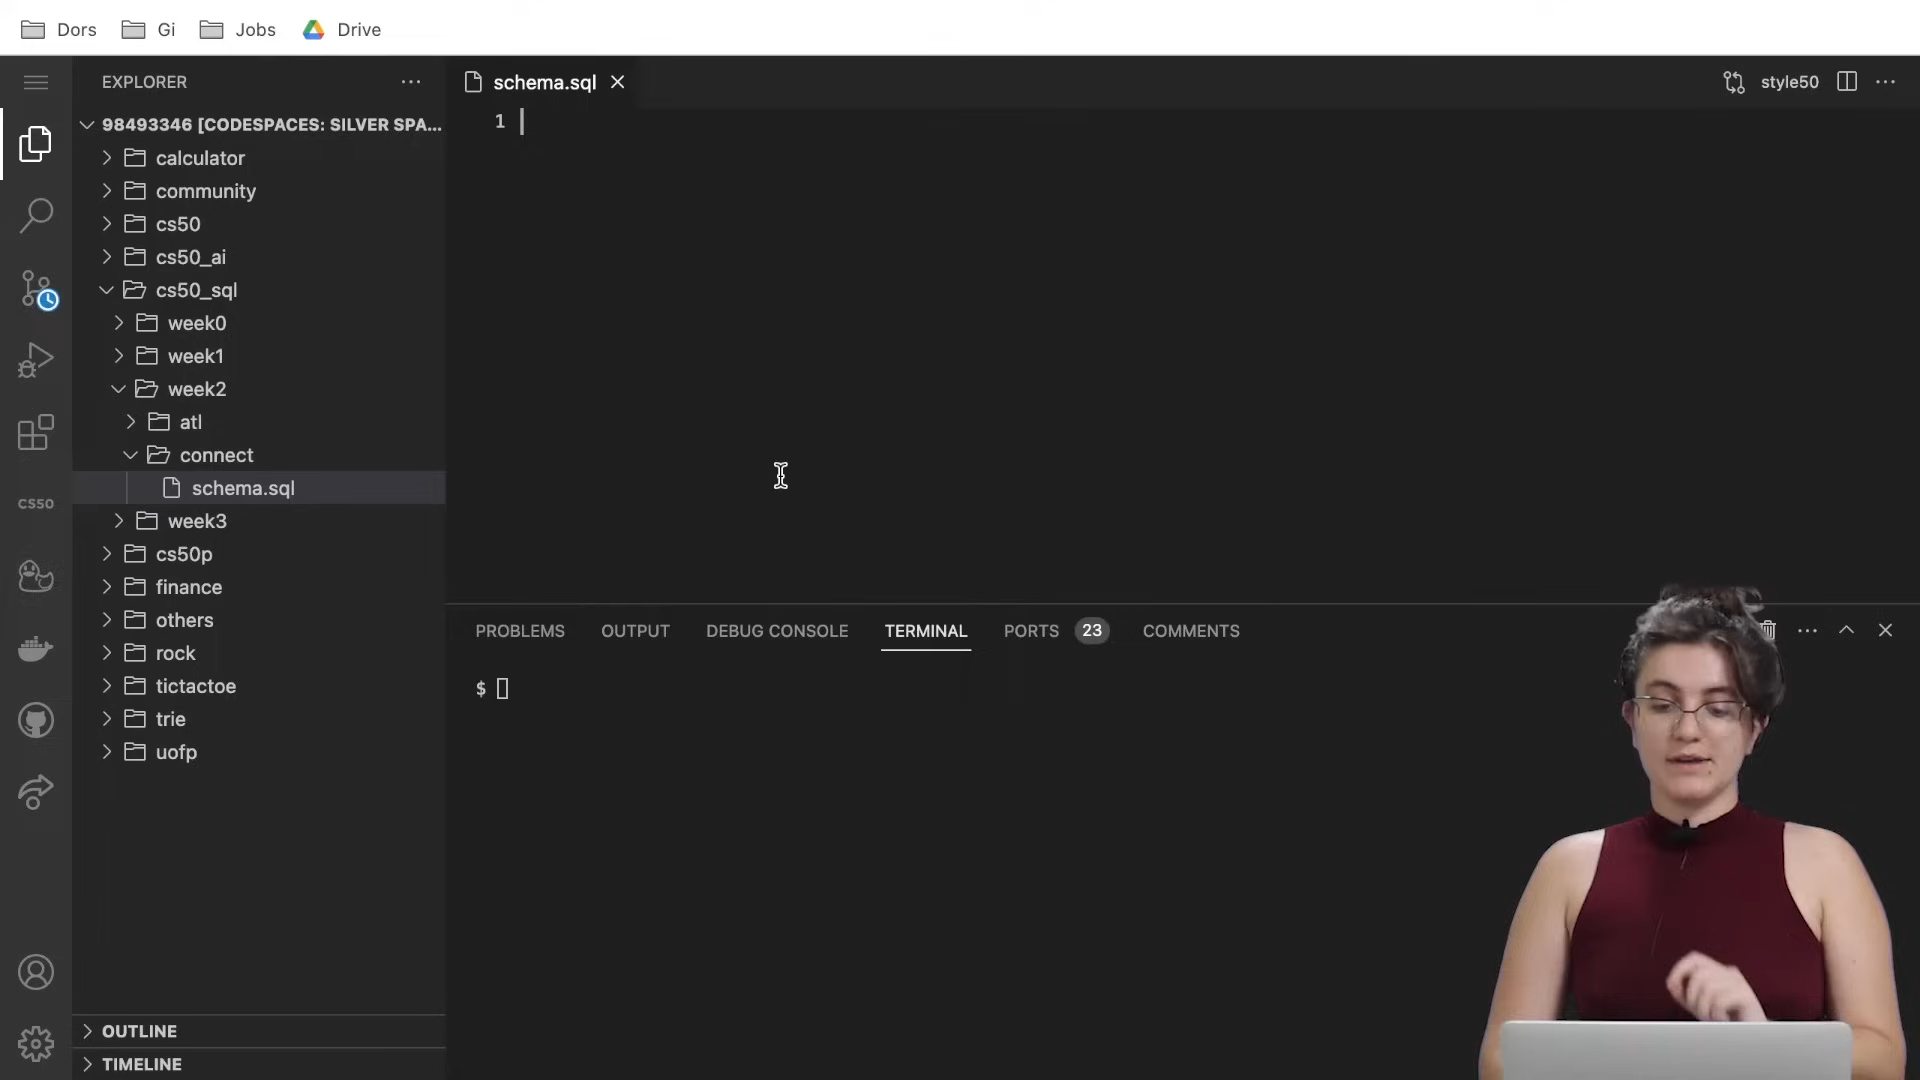 Dors Gi Jobs Drive
EXPLORER ···
98493346 [CODESPACES: SILVER SPA...
calculator
community
cs50
cs50_ai
cs50_sql
week0
week1
week2
atl
connect
schema.sql
week3
cs50p
finance
others
rock
tictactoe
trie
uofp
OUTLINE
TIMELINE
CS50
schema.sql
style50 ···
1
PROBLEMS OUTPUT DEBUG CONSOLE TERMINAL PORTS 23 COMMENTS ···
$